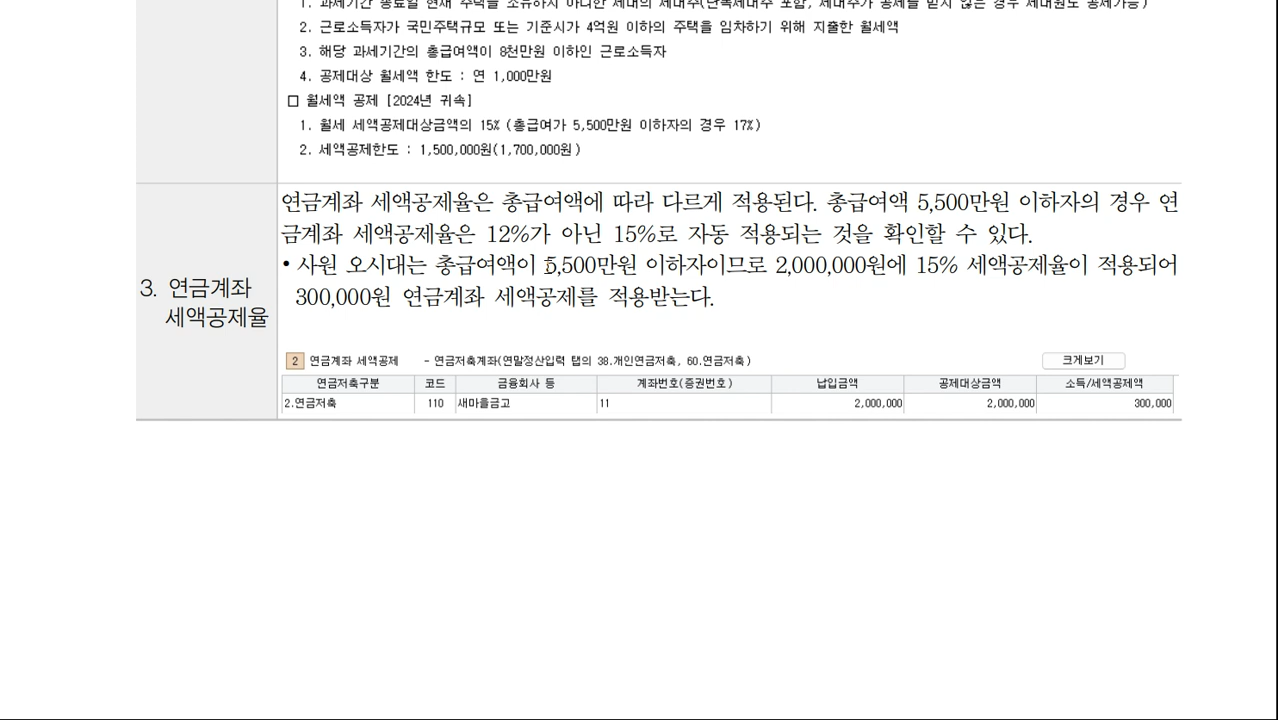 1. 과세기간 종료일 현재 주택을 소유하지 아니한 세대의 세대주(단독세대주 포함, 세대주가 공제를 받지 않은 경우 세대원도 공제가능)
2. 근로소득자가 국민주택규모 또는 기준시가 4억원 이하의 주택을 임차하기 위해 지출한 월세액
3. 해당 과세기간의 총급여액이 8천만원 이하인 근로소득자
4. 공제대상 월세액 한도 : 연 1,000만원
□ 월세액 공제 [2024년 귀속]
1. 월세 세액공제대상금액의 15% (총급여가 5,500만원 이하자의 경우 17%)
2. 세액공제한도 : 1,500,000원(1,700,000원)
3. 연금계좌
세액공제율
연금계좌 세액공제율은 총급여액에 따라 다르게 적용된다. 총급여액 5,500만원 이하자의 경우 연
금계좌 세액공제율은 12%가 아닌 15%로 자동 적용되는 것을 확인할 수 있다.
• 사원 오시대는 총급여액이 5,500만원 이하자이므로 2,000,000원에 15% 세액공제율이 적용되어
300,000원 연금계좌 세액공제를 적용받는다.
2 연금계좌 세액공제 - 연금저축계좌(연말정산입력 탭의 38.개인연금저축, 60.연금저축) 크게보기
연금저축구분 코드 금융회사 등 계좌번호(증권번호) 납입금액 공제대상금액 소득/세액공제액
2.연금저축 110 새마을금고 11 2,000,000 2,000,000 300,000